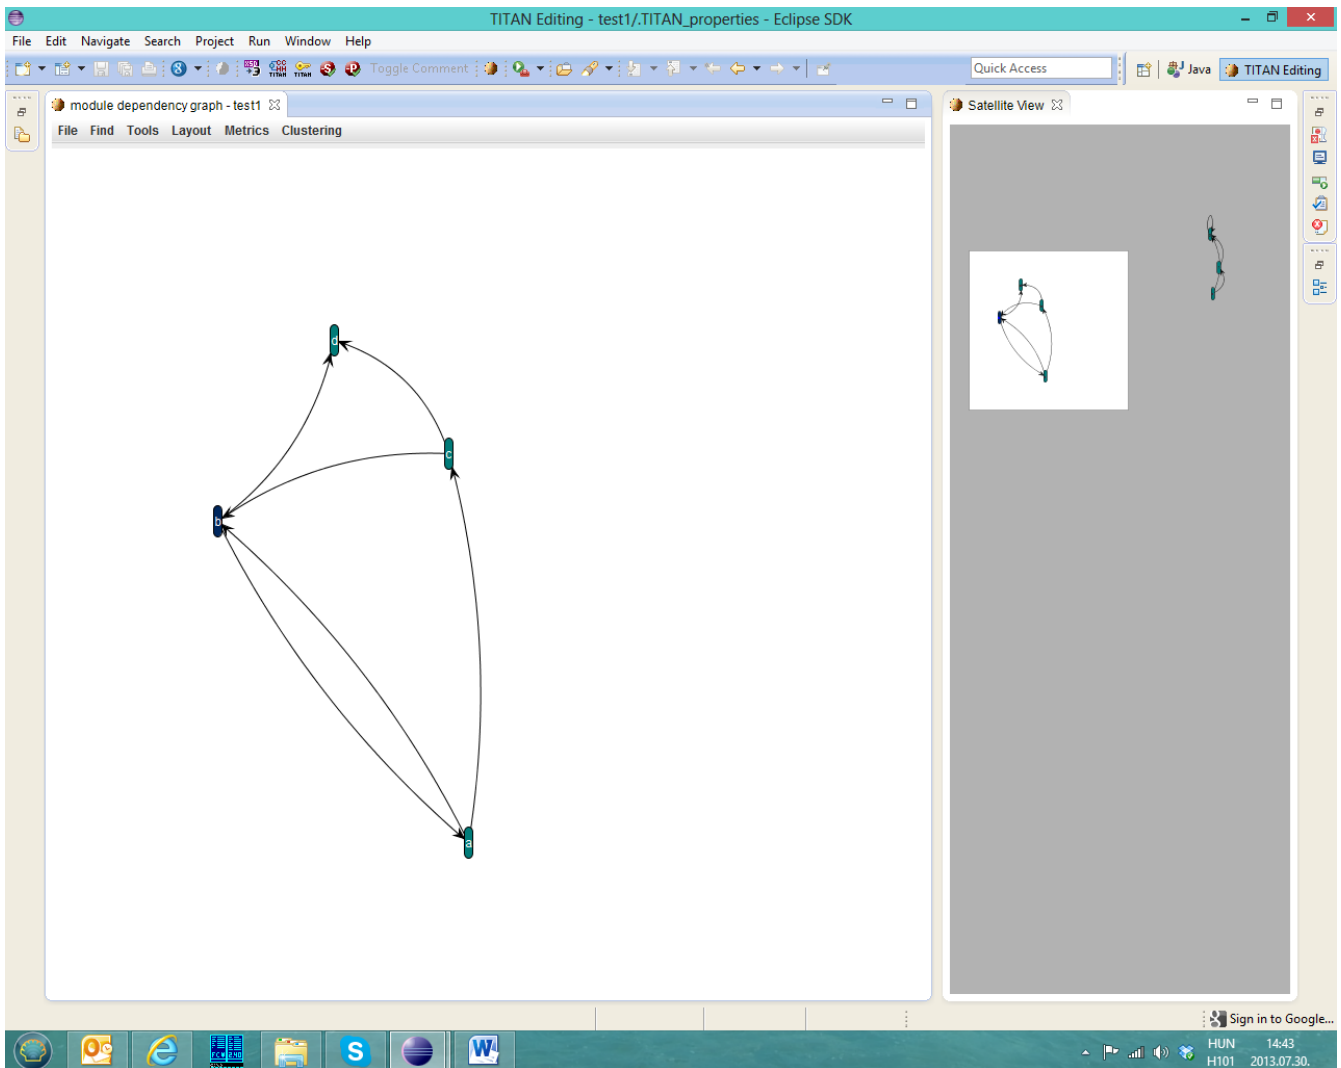 TITAN Editing - test1/.TITAN_properties - Eclipse SDK
File Edit Navigate Search Project Run Window Help
Toggle Comment
Quick Access
Java
TITAN Editing
module dependency graph - test1
Satellite View
File Find Tools Layout Metrics Clustering
d
c
b
a
Sign in to Google...
HUN 14:43
H101 2013.07.30.